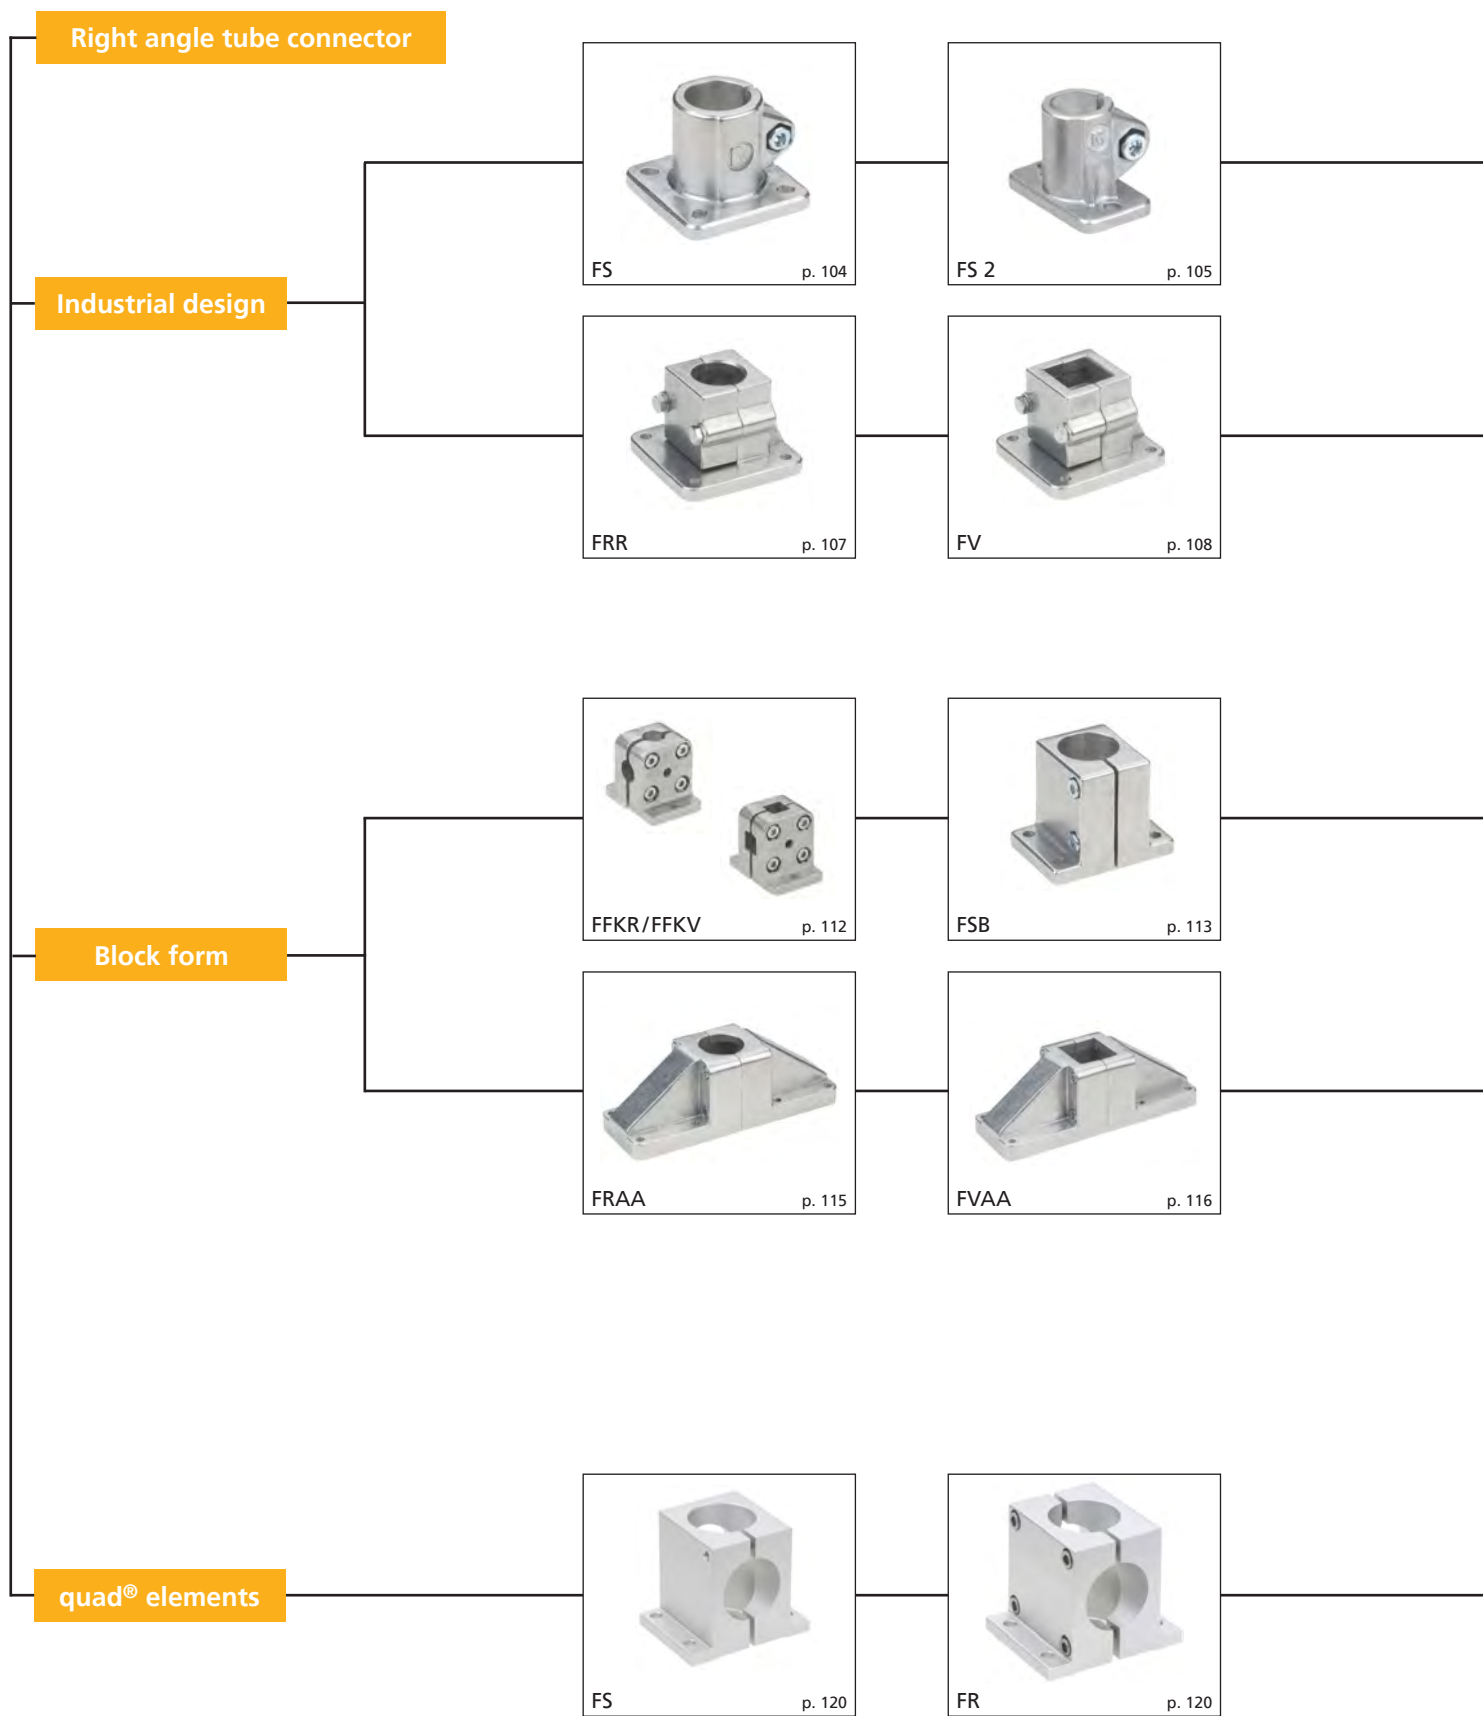 Right angle tube connector
FS p. 104
FS 2 p. 105
Industrial design
FRR p. 107
FV p. 108
FFKR/FFKV p. 112
FSB p. 113
Block form
FRAA p. 115
FVAA p. 116
quad® elements
FS p. 120
FR p. 120